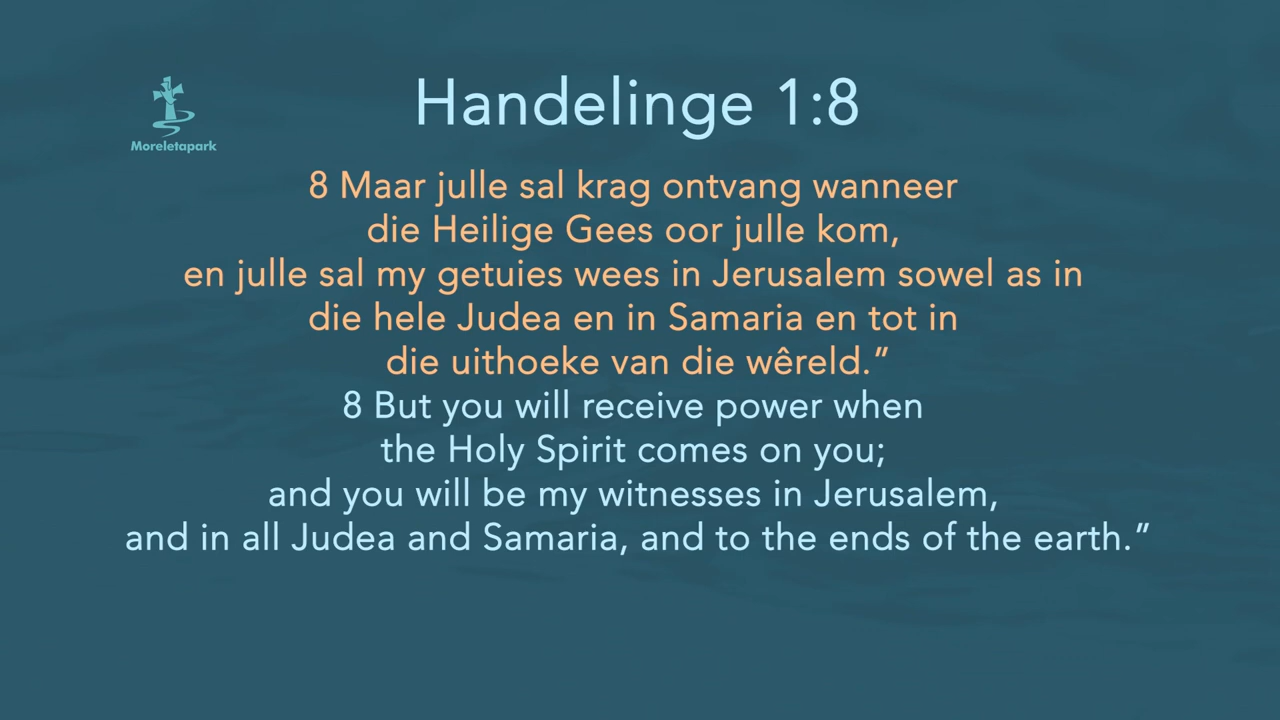 Handelinge 1:8
Moreletapark
8 Maar julle sal krag ontvang wanneer
die Heilige Gees oor julle kom,
en julle sal my getuies wees in Jerusalem sowel as in
die hele Judea en in Samaria en tot in
die uithoeke van die wêreld.”
8 But you will receive power when
the Holy Spirit comes on you;
and you will be my witnesses in Jerusalem,
and in all Judea and Samaria, and to the ends of the earth.”